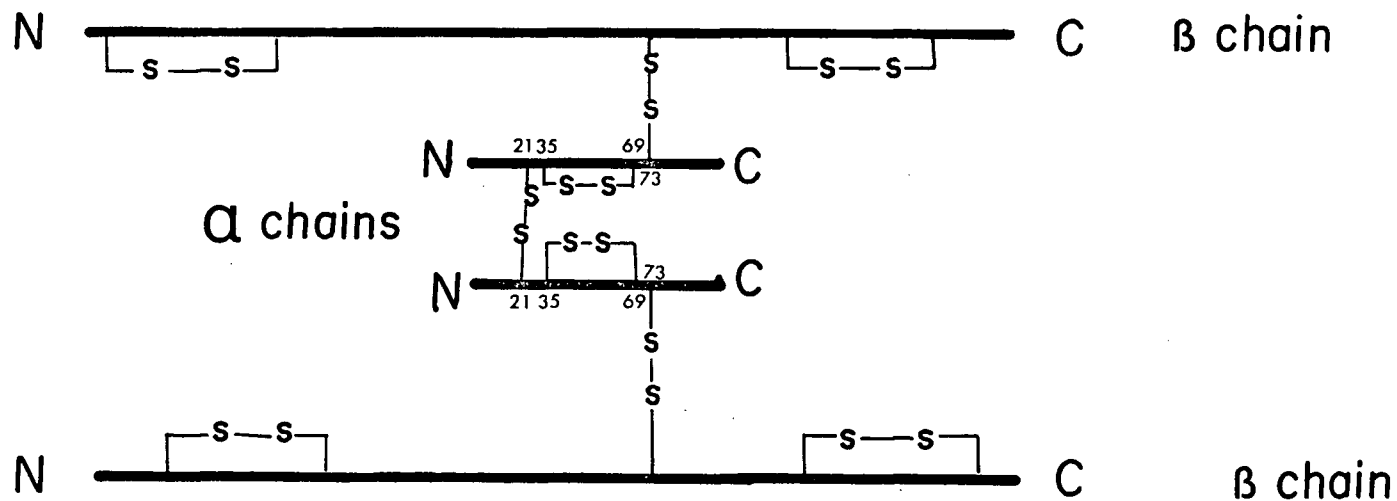 N C ß chain
S S S S S
S
21 35 69
N C
S S S 73
α chains
S S S
73
N C
21 35 69
S
S
S S S S
N C ß chain